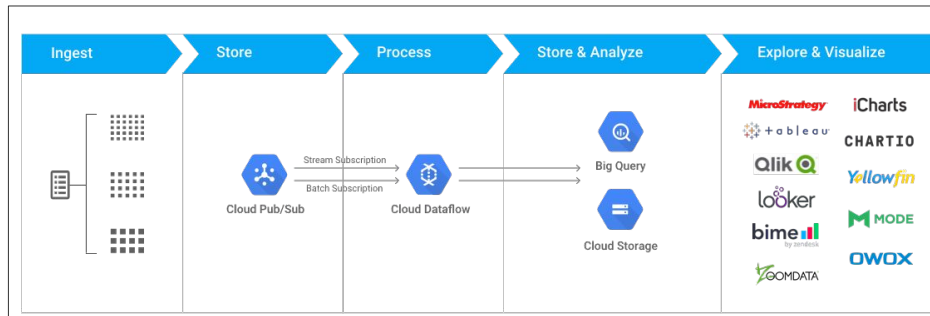 Ingest
Store
Process
Store & Analyze
Explore & Visualize
Stream Subscription
Batch Subscription
Cloud Pub/Sub
Cloud Dataflow
Big Query
Cloud Storage
MicroStrategy
iCharts
+ableau
CHARTIO
Qlik
Yellowfin
looker
MODE
bime
by zendesk
OWOX
ZOOMDATA